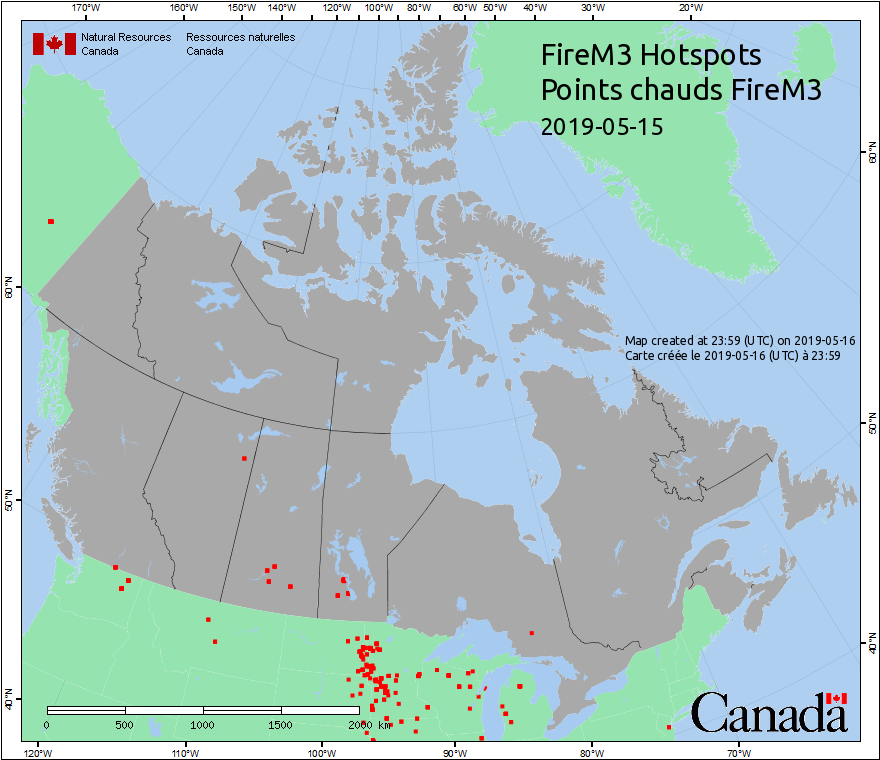 170°W 160°W 150°W 140°W 130°W 120°W 110°W 100°W 90°W 80°W 70°W 60°W 50°W 40°W 30°W 20°W
Natural Resources Ressources naturelles
Canada Canada
FireM3 Hotspots
Points chauds FireM3
2019-05-15
60°N
60°N
Map created at 23:59 (UTC) on 2019-05-16
Carte créée le 2019-05-16 (UTC) à 23:59
50°N
50°N
40°N
40°N
0 500 1000 1500 2000 km
Canada
120°W 110°W 100°W 90°W 80°W 70°W